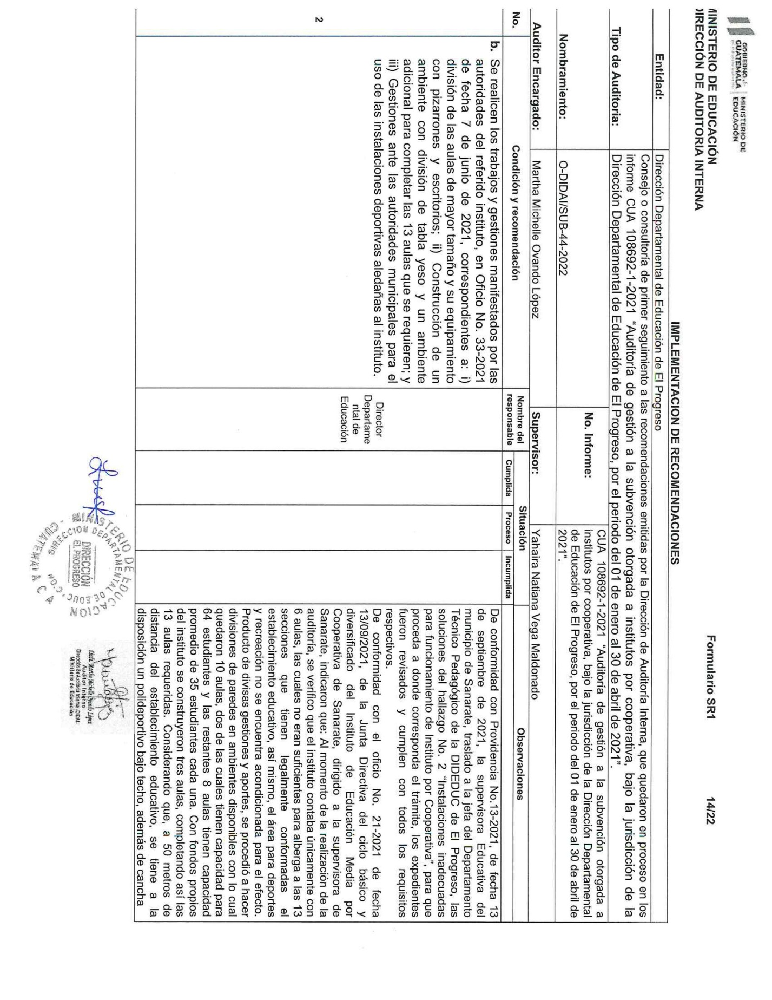 GOBIERNO de
GUATEMALA
MINISTERIO DE
EDUCACIÓN
MINISTERIO DE EDUCACIÓN
DIRECCIÓN DE AUDITORIA INTERNA
Formulario SR1 14/22
IMPLEMENTACION DE RECOMENDACIONES
Entidad: Dirección Departamental de Educación de El Progreso
Tipo de Auditoria:
Consejo o consultoría de primer seguimiento a las recomendaciones emitidas por la Dirección de Auditoría Interna, que quedaron en proceso en los
informe CUA 108692-1-2021 “Auditoría de gestión a la subvención otorgada a institutos por cooperativa, bajo la jurisdicción de la
Dirección Departamental de Educación de El Progreso, por el periodo del 01 de enero al 30 de abril de 2021”.
Nombramiento: O-DIDAI/SUB-44-2022
No. Informe:
CUA 108692-1-2021 “Auditoría de gestión a la subvención otorgada a
institutos por cooperativa, bajo la jurisdicción de la Dirección Departamental
de Educación de El Progreso, por el periodo del 01 de enero al 30 de abril de
2021”.
Auditor Encargado: Martha Michelle Ovando López
Supervisor: Yahaira Natiana Vega Maldonado
No.
Condición y recomendación
Nombre del
responsable
Situación
Cumplida Proceso Incumplida
Observaciones
2
b. Se realicen los trabajos y gestiones manifestados por las
autoridades del referido instituto, en Oficio No. 33-2021
de fecha 7 de junio de 2021, correspondientes a: i)
división de las aulas de mayor tamaño y su equipamiento
con pizarrones y escritorios; ii) Construcción de un
ambiente con división de tabla yeso y un ambiente
adicional para completar las 13 aulas que se requieren; y
iii) Gestiones ante las autoridades municipales para el
uso de las instalaciones deportivas aledañas al instituto.
Director
Departame
ntal de
Educación
De conformidad con Providencia No.13-2021, de fecha 13
de septiembre de 2021, la supervisora Educativa del
municipio de Sanarate, traslado a la jefa del Departamento
Técnico Pedagógico de la DIDEDUC de El Progreso, las
soluciones del hallazgo No. 2 “Instalaciones inadecuadas
para funcionamiento de Instituto por Cooperativa”, para que
proceda a donde corresponda el trámite, los expedientes
fueron revisados y cumplen con todos los requisitos
respectivos.
De conformidad con el oficio No. 21-2021 de fecha
13/09/2021, de la Junta Directiva del ciclo básico y
diversificado del Instituto de Educación Media por
Cooperativa de Sanarate, dirigido a la supervisora de
Sanarate, indicaron que: Al momento de la realización de la
auditoría, se verífico que el instituto contaba únicamente con
6 aulas, las cuales no eran suficientes para alberga a las 13
secciones que tienen legalmente conformadas el
establecimiento educativo, así mismo, el área para deportes
y recreación no se encuentra acondicionada para el efecto.
Producto de divisas gestiones y aportes, se procedió a hacer
divisiones de paredes en ambientes disponibles con lo cual
quedaron 10 aulas, dos de las cuales tienen capacidad para
64 estudiantes y las restantes 8 aulas tienen capacidad
promedio de 35 estudiantes cada una. Con fondos propios
del instituto se construyeron tres aulas, completando así las
13 aulas requeridas. Considerando que, a 50 metros de
distancia del establecimiento educativo, se tiene a la
disposición un polideportivo bajo techo, además de cancha
MINISTERIO DE EDUCACION
GUATEMALA C A
DIRECCION DEPARTAMENTAL DE EDUC
DIRECCIÓN
EL PROGRESO
Licda. Martha Michelle Ovando López
Auditor Interno
Dirección de Auditoría Interna -DIDAI-
Ministerio de Educación